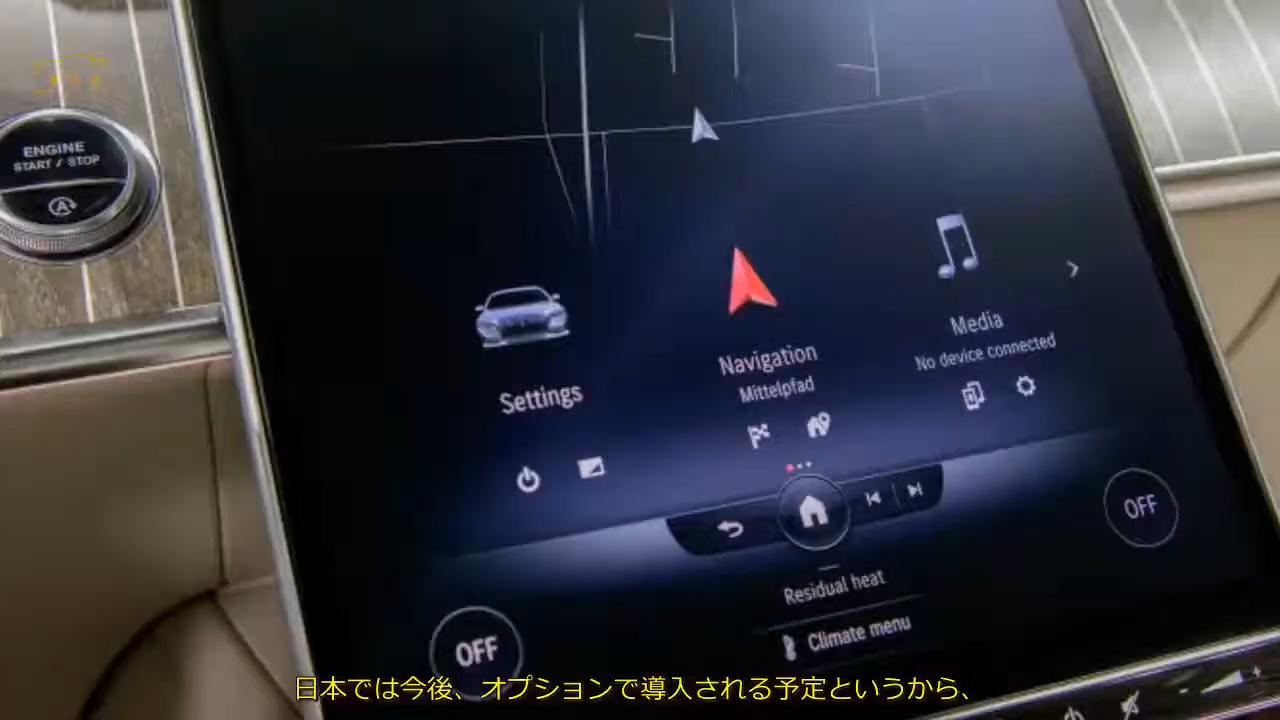 ENGINE
START / STOP
A
Settings
Navigation
Mittelpfad
Media
No device connected
OFF
Residual heat
Climate menu
OFF
日本では今後、オプションで導入される予定というから、